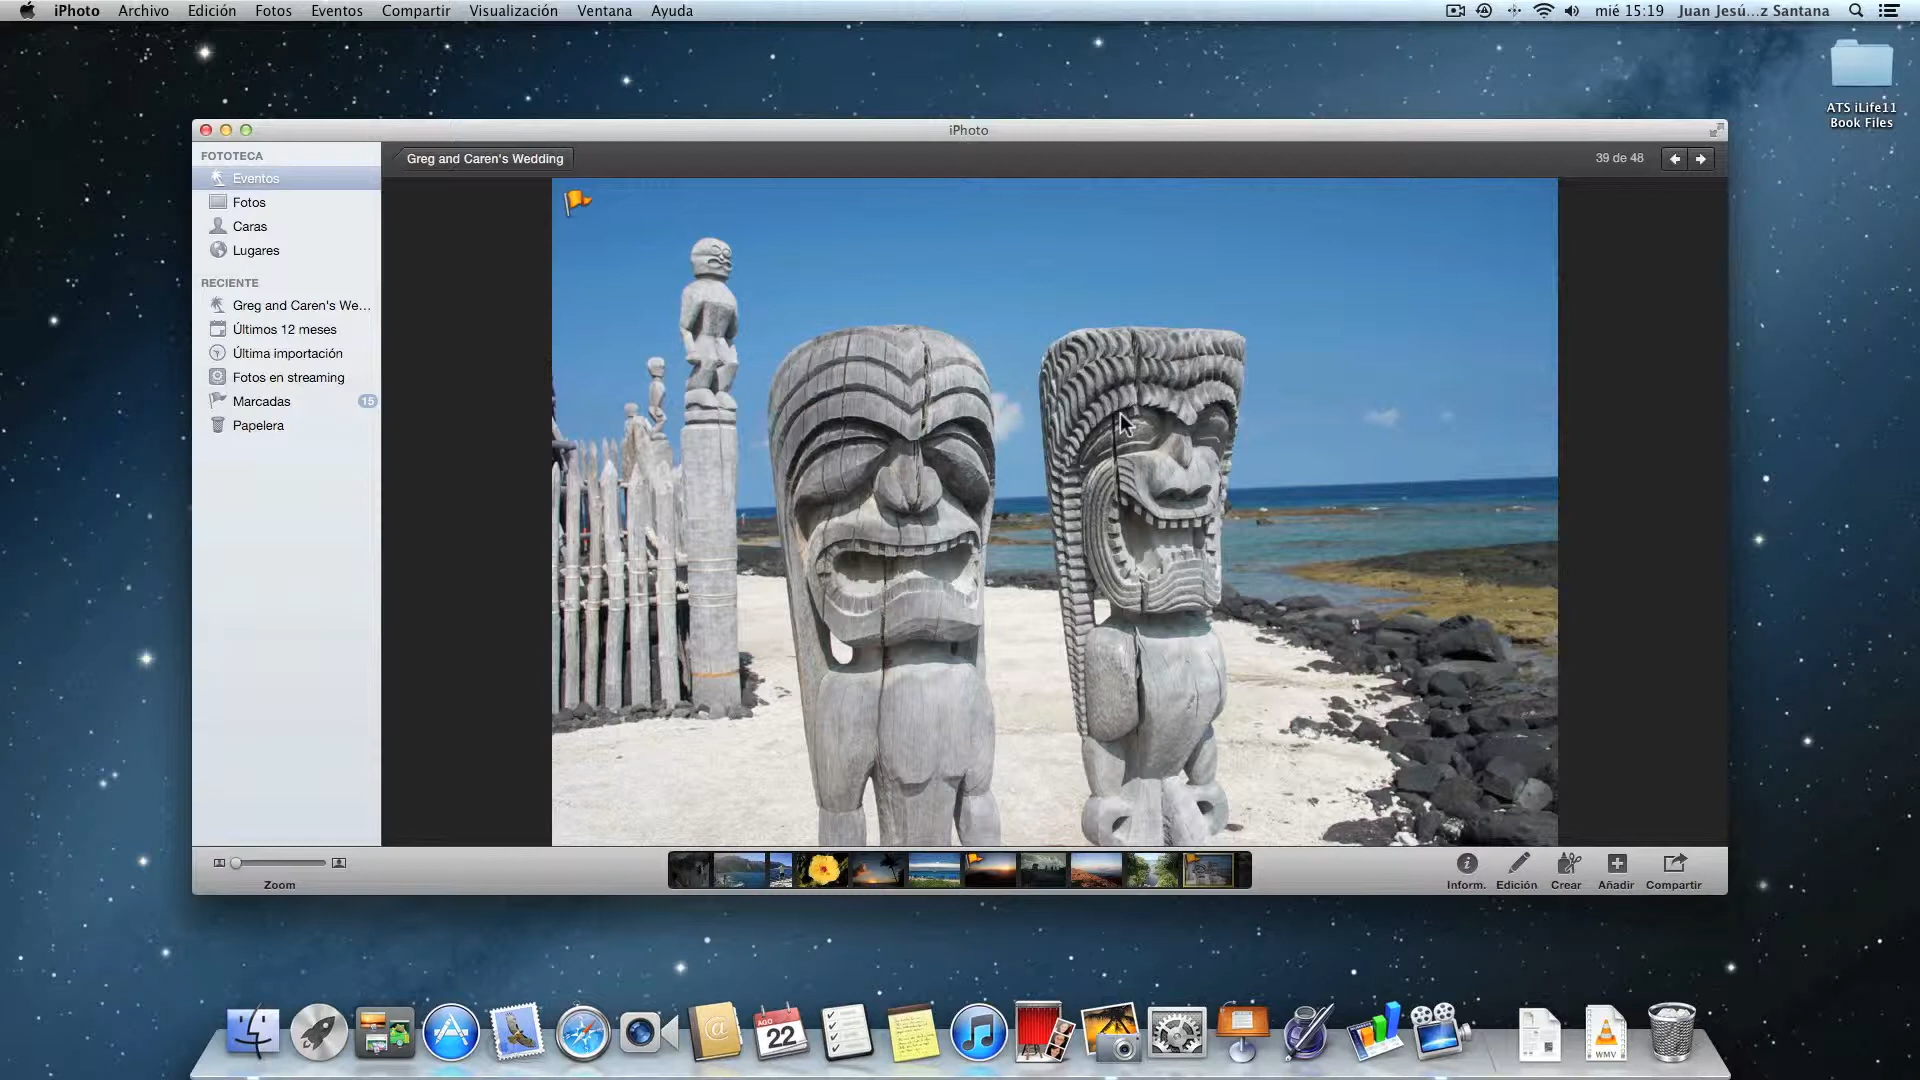 iPhoto Archivo Edición Fotos Eventos Compartir Visualización Ventana Ayuda mié 15:19 Juan Jesú...z Santana
ATS iLife11
Book Files
iPhoto
FOTOTECA
Greg and Caren's Wedding
39 de 48
Eventos
Fotos
Caras
Lugares
RECIENTE
Greg and Caren's We...
Últimos 12 meses
Última importación
Fotos en streaming
Marcadas 15
Papelera
Zoom
Inform. Edición Crear Añadir Compartir
AGO
22
WMV